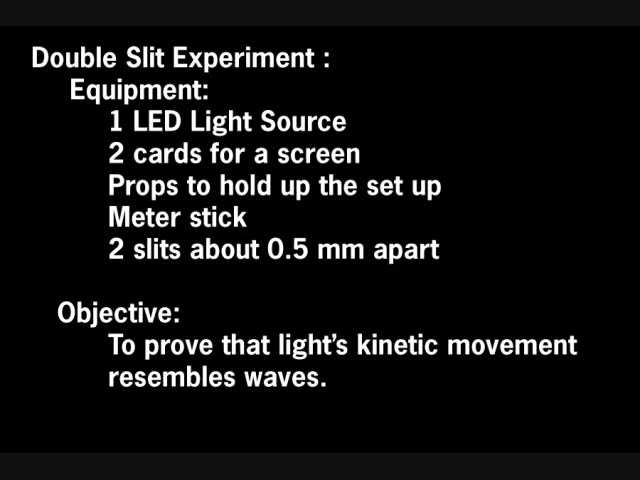 Double Slit Experiment :
Equipment:
1 LED Light Source
2 cards for a screen
Props to hold up the set up
Meter stick
2 slits about 0.5 mm apart
Objective:
To prove that light’s kinetic movement
resembles waves.